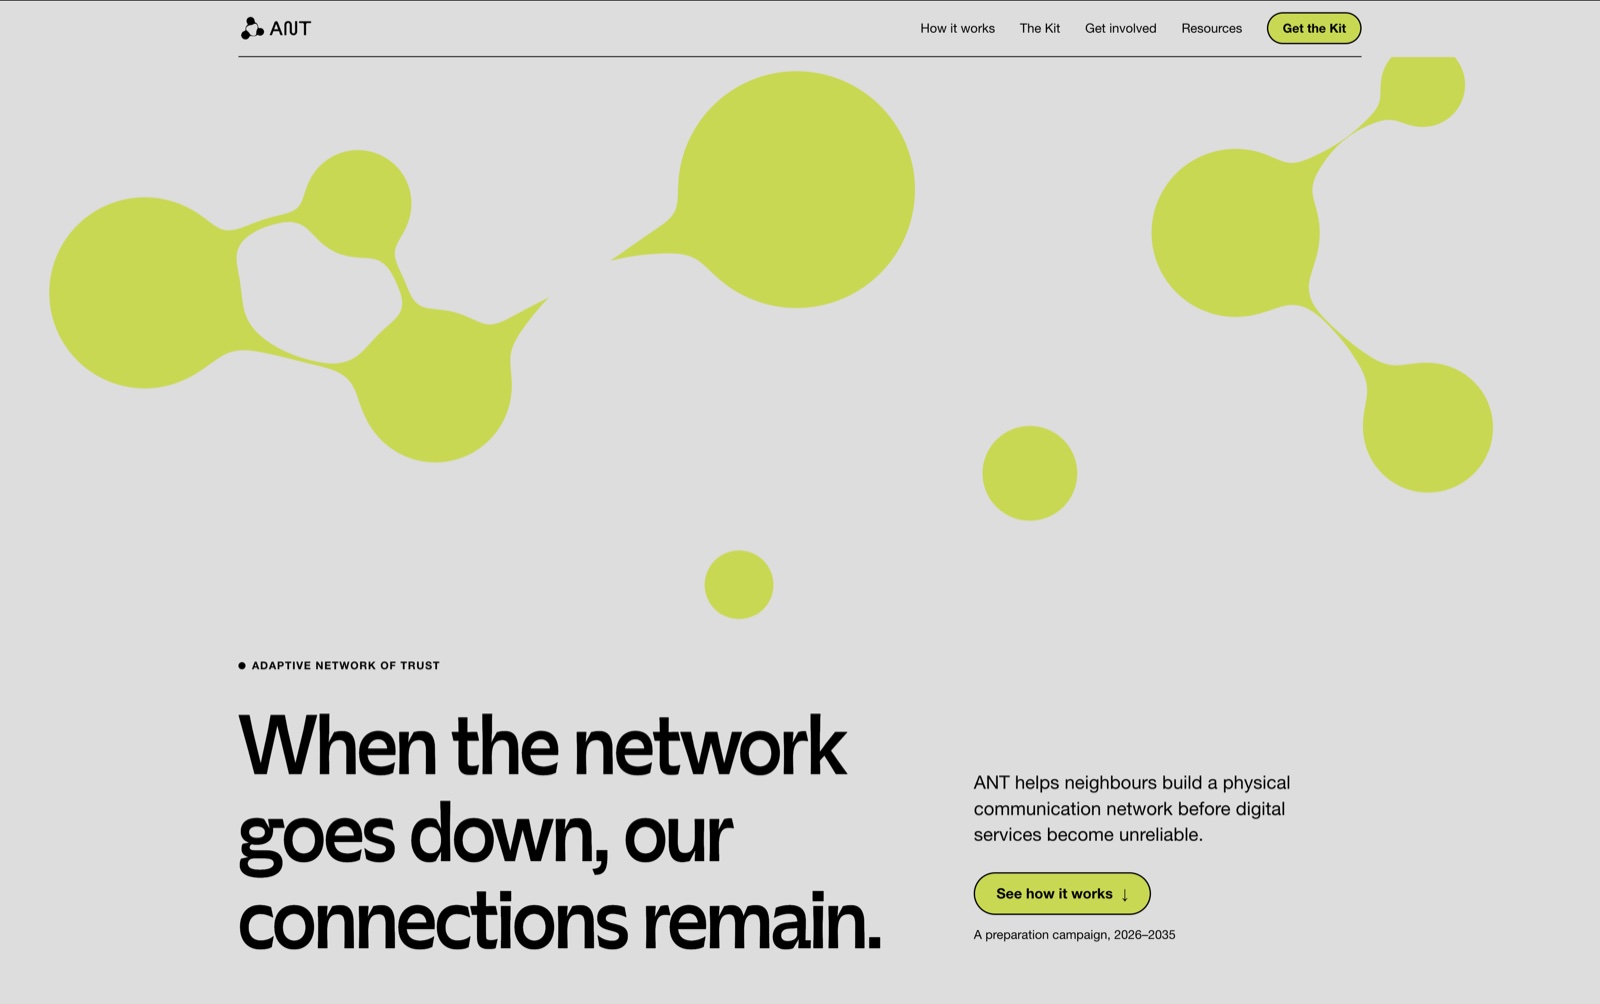 ANT
How it works
The Kit
Get involved
Resources
Get the Kit
ADAPTIVE NETWORK OF TRUST
When the network
goes down, our
connections remain.
ANT helps neighbours build a physical
communication network before digital
services become unreliable.
See how it works ↓
A preparation campaign, 2026–2035